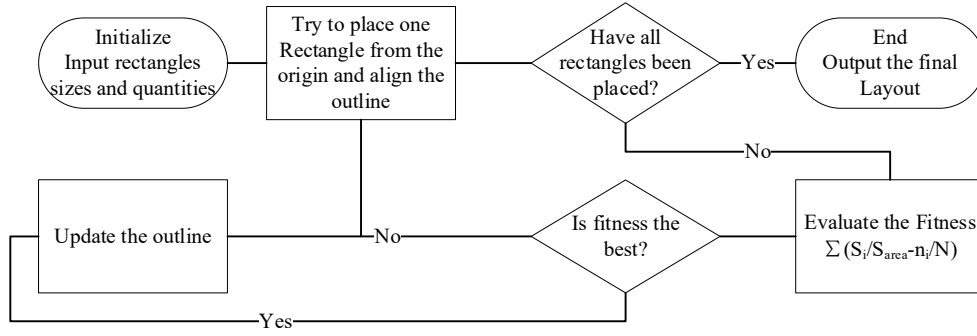 Initialize
Input rectangles
sizes and quantities
Try to place one
Rectangle from the
origin and align the
outline
Have all
rectangles been
placed?
Yes
End
Output the final
Layout
No
Update the outline
No
Is fitness the
best?
Evaluate the Fitness
∑(Sᵢ/Sₐᵣₑₐ-nᵢ/N)
Yes